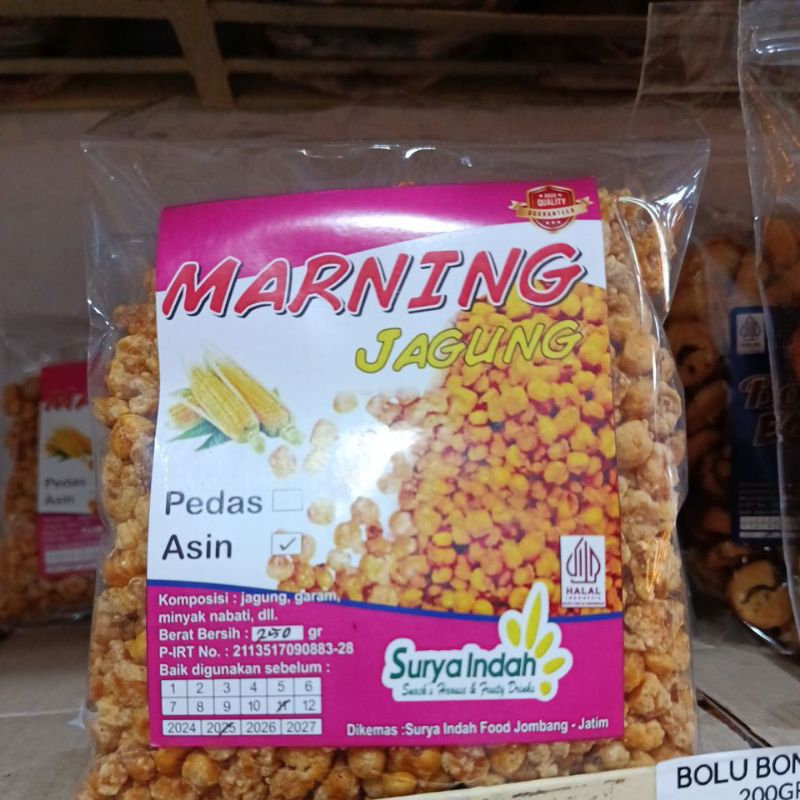 QUALITY
GUARANTEED
MARNING
JAGUNG
Pedas
Asin
HALAL
INDONESIA
Komposisi : jagung, garam,
minyak nabati, dll.
Berat Bersih : 250 gr
P-IRT No. : 2113517090883-28
Baik digunakan sebelum :
1 2 3 4 5 6
7 8 9 10 11 12
2024 2025 2026 2027
Surya Indah
Snack's House & Fruity Drinks
Dikemas :Surya Indah Food Jombang - Jatim
MA
Pedas
Asin
HALAL
BOLU BON
200GR